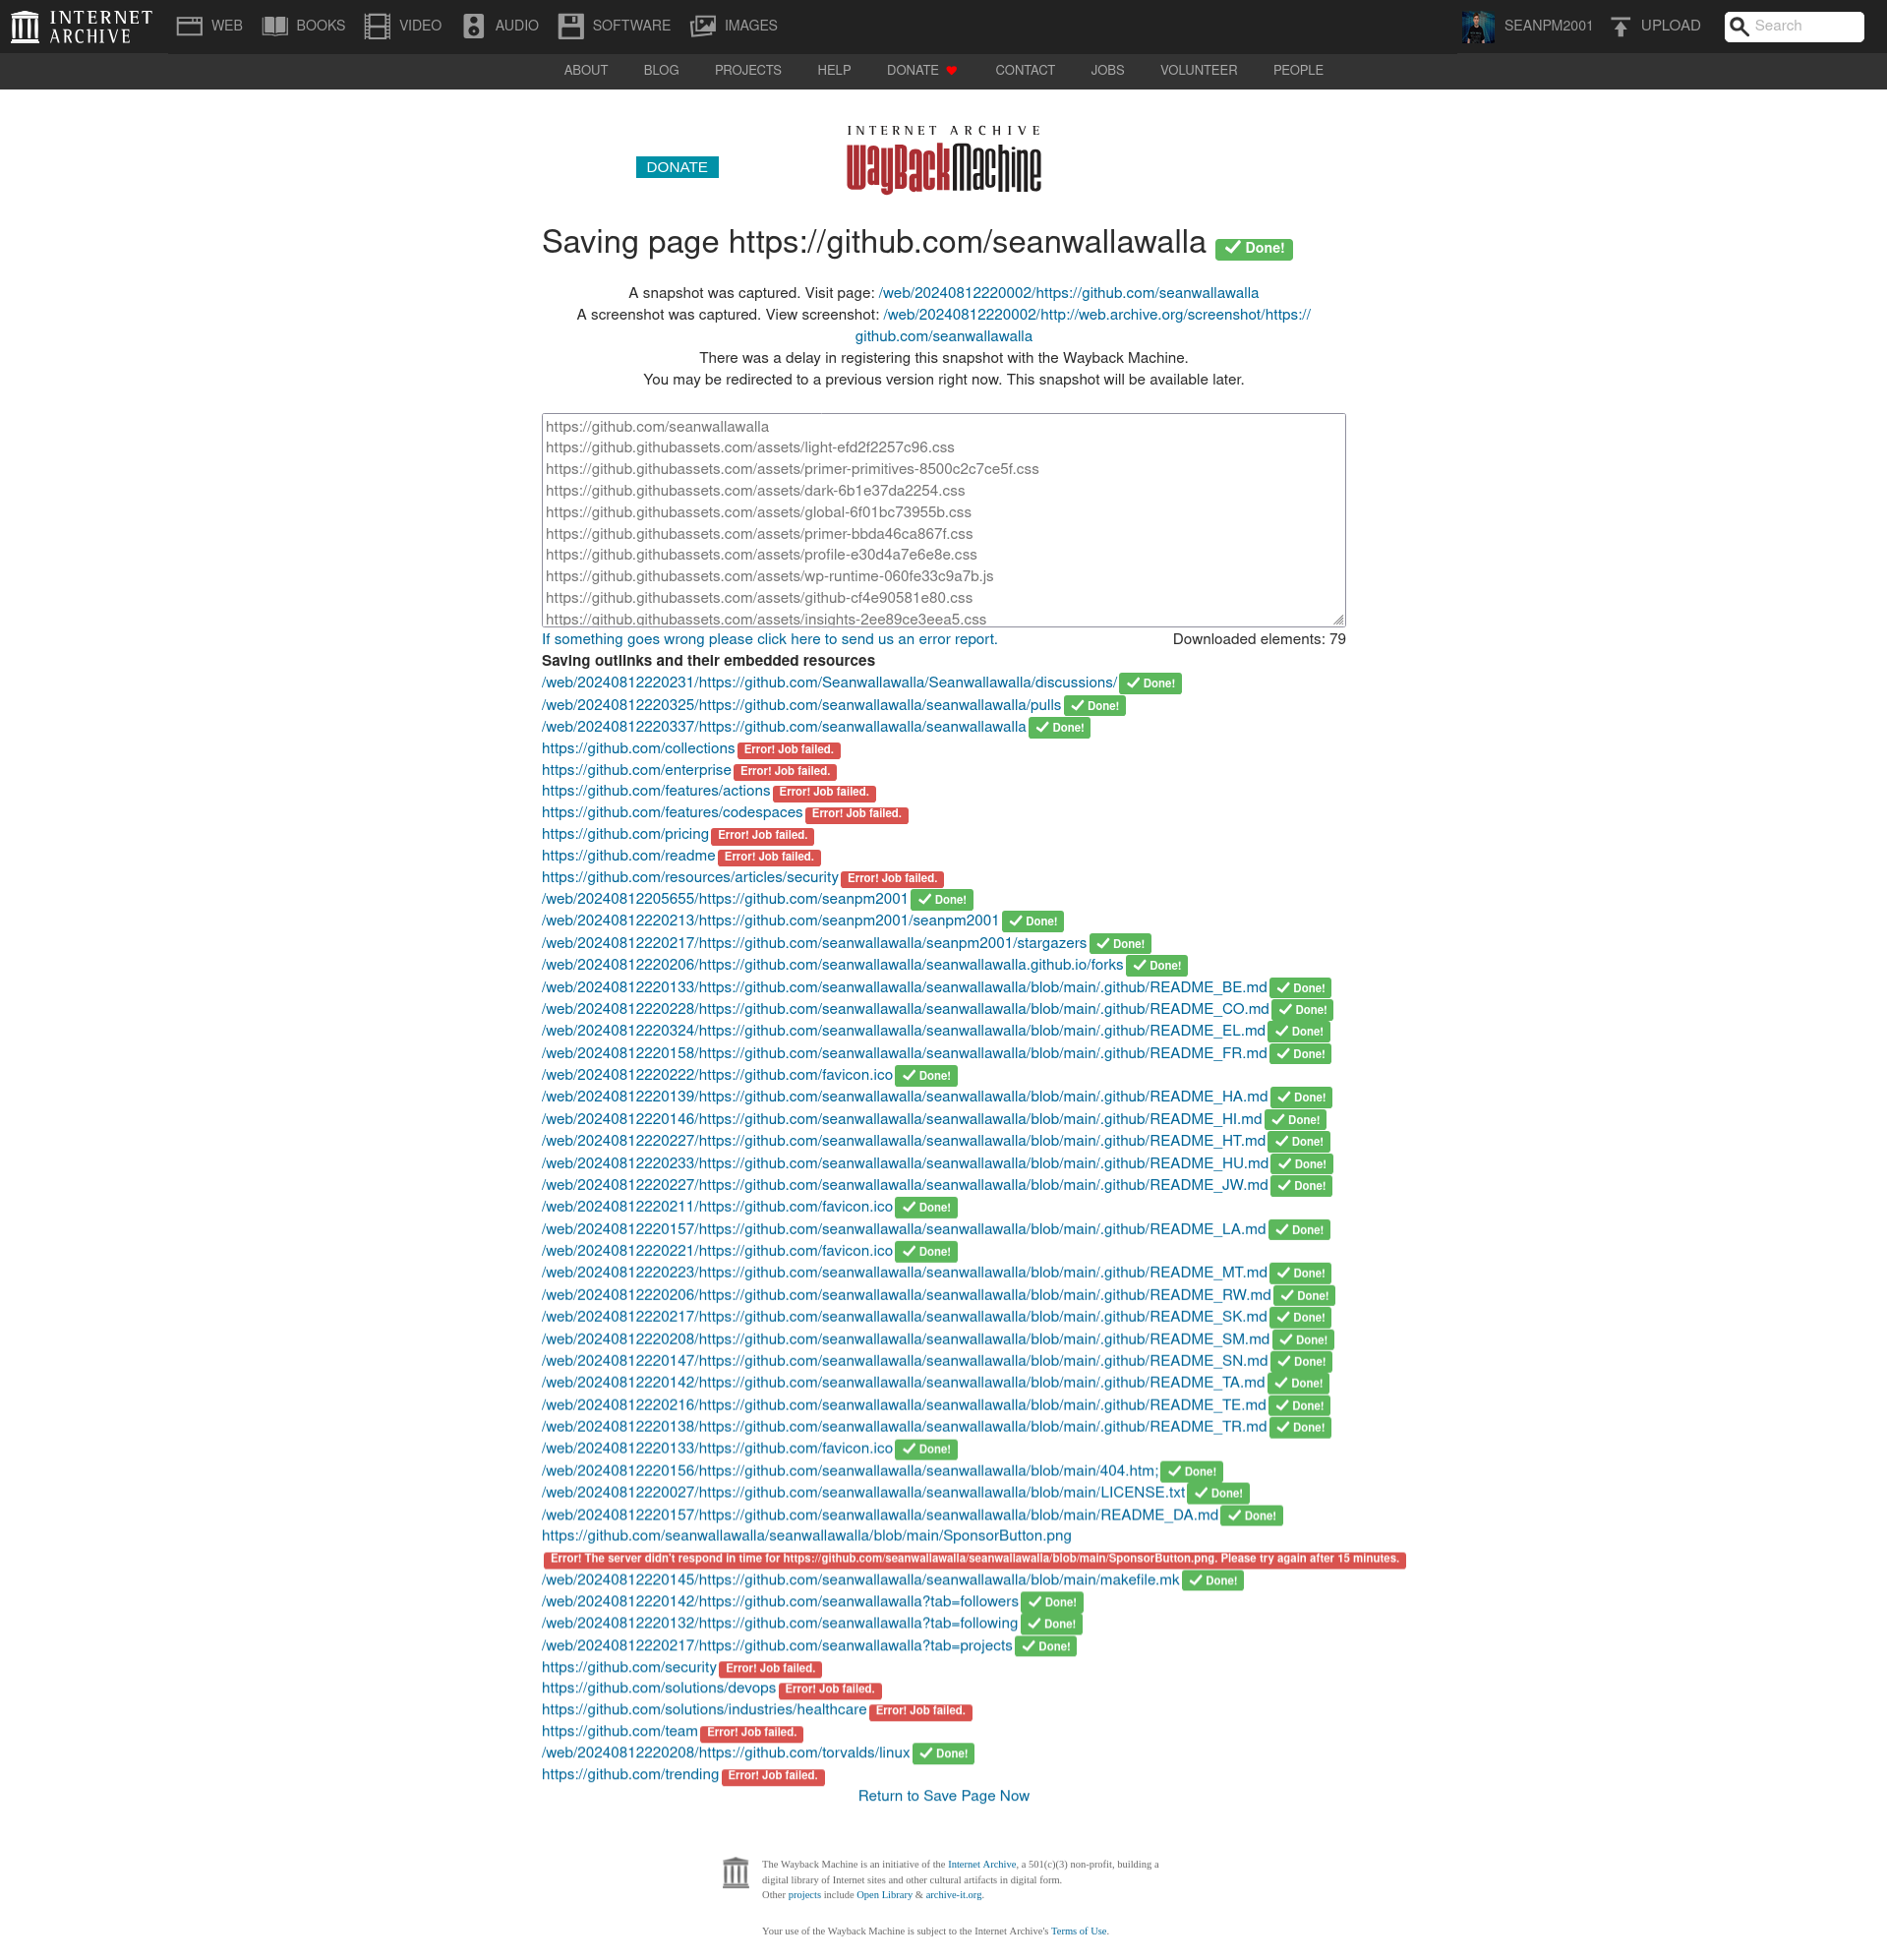 INTERNET ARCHIVE
WEB BOOKS VIDEO AUDIO SOFTWARE IMAGES SEANPM2001 UPLOAD Search
ABOUT BLOG PROJECTS HELP DONATE CONTACT JOBS VOLUNTEER PEOPLE
INTERNET ARCHIVE
DONATE WayBackMachine
Saving page https://github.com/seanwallawalla Done!
A snapshot was captured. Visit page: /web/20240812220002/https://github.com/seanwallawalla
A screenshot was captured. View screenshot: /web/20240812220002/http://web.archive.org/screenshot/https://
github.com/seanwallawalla
There was a delay in registering this snapshot with the Wayback Machine.
You may be redirected to a previous version right now. This snapshot will be available later.
https://github.com/seanwallawalla
https://github.githubassets.com/assets/light-efd2f2257c96.css
https://github.githubassets.com/assets/primer-primitives-8500c2c7ce5f.css
https://github.githubassets.com/assets/dark-6b1e37da2254.css
https://github.githubassets.com/assets/global-6f01bc73955b.css
https://github.githubassets.com/assets/primer-bbda46ca867f.css
https://github.githubassets.com/assets/profile-e30d4a7e6e8e.css
https://github.githubassets.com/assets/wp-runtime-060fe33c9a7b.js
https://github.githubassets.com/assets/github-cf4e90581e80.css
https://github.githubassets.com/assets/insights-2ee89ce3eea5.css
If something goes wrong please click here to send us an error report. Downloaded elements: 79
Saving outlinks and their embedded resources
/web/20240812220231/https://github.com/Seanwallawalla/Seanwallawalla/discussions/ Done!
/web/20240812220325/https://github.com/seanwallawalla/seanwallawalla/pulls Done!
/web/20240812220337/https://github.com/seanwallawalla/seanwallawalla Done!
https://github.com/collections Error! Job failed.
https://github.com/enterprise Error! Job failed.
https://github.com/features/actions Error! Job failed.
https://github.com/features/codespaces Error! Job failed.
https://github.com/pricing Error! Job failed.
https://github.com/readme Error! Job failed.
https://github.com/resources/articles/security Error! Job failed.
/web/20240812205655/https://github.com/seanpm2001 Done!
/web/20240812220213/https://github.com/seanpm2001/seanpm2001 Done!
/web/20240812220217/https://github.com/seanwallawalla/seanpm2001/stargazers Done!
/web/20240812220206/https://github.com/seanwallawalla/seanwallawalla.github.io/forks Done!
/web/20240812220133/https://github.com/seanwallawalla/seanwallawalla/blob/main/.github/README_BE.md Done!
/web/20240812220228/https://github.com/seanwallawalla/seanwallawalla/blob/main/.github/README_CO.md Done!
/web/20240812220324/https://github.com/seanwallawalla/seanwallawalla/blob/main/.github/README_EL.md Done!
/web/20240812220158/https://github.com/seanwallawalla/seanwallawalla/blob/main/.github/README_FR.md Done!
/web/20240812220222/https://github.com/favicon.ico Done!
/web/20240812220139/https://github.com/seanwallawalla/seanwallawalla/blob/main/.github/README_HA.md Done!
/web/20240812220146/https://github.com/seanwallawalla/seanwallawalla/blob/main/.github/README_HI.md Done!
/web/20240812220227/https://github.com/seanwallawalla/seanwallawalla/blob/main/.github/README_HT.md Done!
/web/20240812220233/https://github.com/seanwallawalla/seanwallawalla/blob/main/.github/README_HU.md Done!
/web/20240812220227/https://github.com/seanwallawalla/seanwallawalla/blob/main/.github/README_JW.md Done!
/web/20240812220211/https://github.com/favicon.ico Done!
/web/20240812220157/https://github.com/seanwallawalla/seanwallawalla/blob/main/.github/README_LA.md Done!
/web/20240812220221/https://github.com/favicon.ico Done!
/web/20240812220223/https://github.com/seanwallawalla/seanwallawalla/blob/main/.github/README_MT.md Done!
/web/20240812220206/https://github.com/seanwallawalla/seanwallawalla/blob/main/.github/README_RW.md Done!
/web/20240812220217/https://github.com/seanwallawalla/seanwallawalla/blob/main/.github/README_SK.md Done!
/web/20240812220208/https://github.com/seanwallawalla/seanwallawalla/blob/main/.github/README_SM.md Done!
/web/20240812220147/https://github.com/seanwallawalla/seanwallawalla/blob/main/.github/README_SN.md Done!
/web/20240812220142/https://github.com/seanwallawalla/seanwallawalla/blob/main/.github/README_TA.md Done!
/web/20240812220216/https://github.com/seanwallawalla/seanwallawalla/blob/main/.github/README_TE.md Done!
/web/20240812220138/https://github.com/seanwallawalla/seanwallawalla/blob/main/.github/README_TR.md Done!
/web/20240812220133/https://github.com/favicon.ico Done!
/web/20240812220156/https://github.com/seanwallawalla/seanwallawalla/blob/main/404.htm; Done!
/web/20240812220027/https://github.com/seanwallawalla/seanwallawalla/blob/main/LICENSE.txt Done!
/web/20240812220157/https://github.com/seanwallawalla/seanwallawalla/blob/main/README_DA.md Done!
https://github.com/seanwallawalla/seanwallawalla/blob/main/SponsorButton.png
Error! The server didn't respond in time for https://github.com/seanwallawalla/seanwallawalla/blob/main/SponsorButton.png. Please try again after 15 minutes.
/web/20240812220145/https://github.com/seanwallawalla/seanwallawalla/blob/main/makefile.mk Done!
/web/20240812220142/https://github.com/seanwallawalla?tab=followers Done!
/web/20240812220132/https://github.com/seanwallawalla?tab=following Done!
/web/20240812220217/https://github.com/seanwallawalla?tab=projects Done!
https://github.com/security Error! Job failed.
https://github.com/solutions/devops Error! Job failed.
https://github.com/solutions/industries/healthcare Error! Job failed.
https://github.com/team Error! Job failed.
/web/20240812220208/https://github.com/torvalds/linux Done!
https://github.com/trending Error! Job failed.
Return to Save Page Now
The Wayback Machine is an initiative of the Internet Archive, a 501(c)(3) non-profit, building a
digital library of Internet sites and other cultural artifacts in digital form.
Other projects include Open Library & archive-it.org.
Your use of the Wayback Machine is subject to the Internet Archive's Terms of Use.